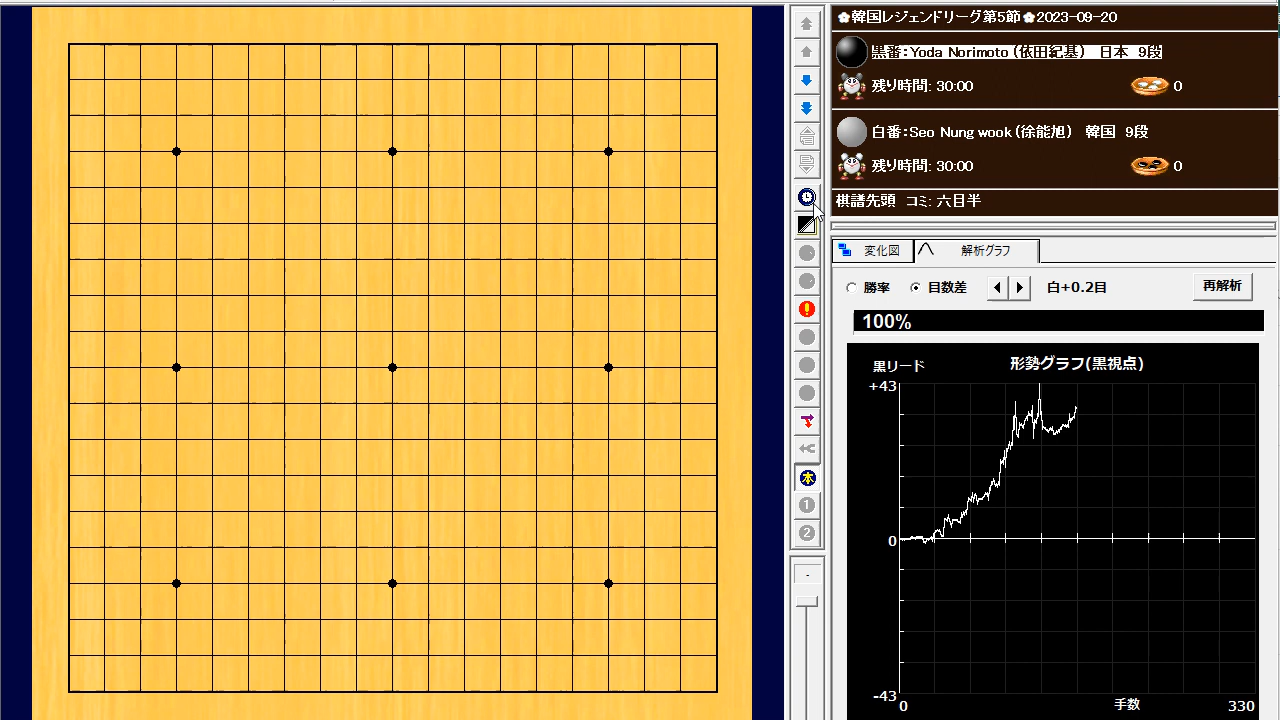 韓国レジェンドリーグ第5節 2023-09-20
黒番:Yoda Norimoto (依田紀基) 日本 9段
残り時間: 30:00 0
白番:Seo Nung wook (徐能旭) 韓国 9段
残り時間: 30:00 0
棋譜先頭 コミ: 六目半
変化図 解析グラフ
勝率 目数差 白+0.2目 再解析
100%
黒リード 形勢グラフ(黒視点)
+43
0
-43
0 手数 330
1
2
-